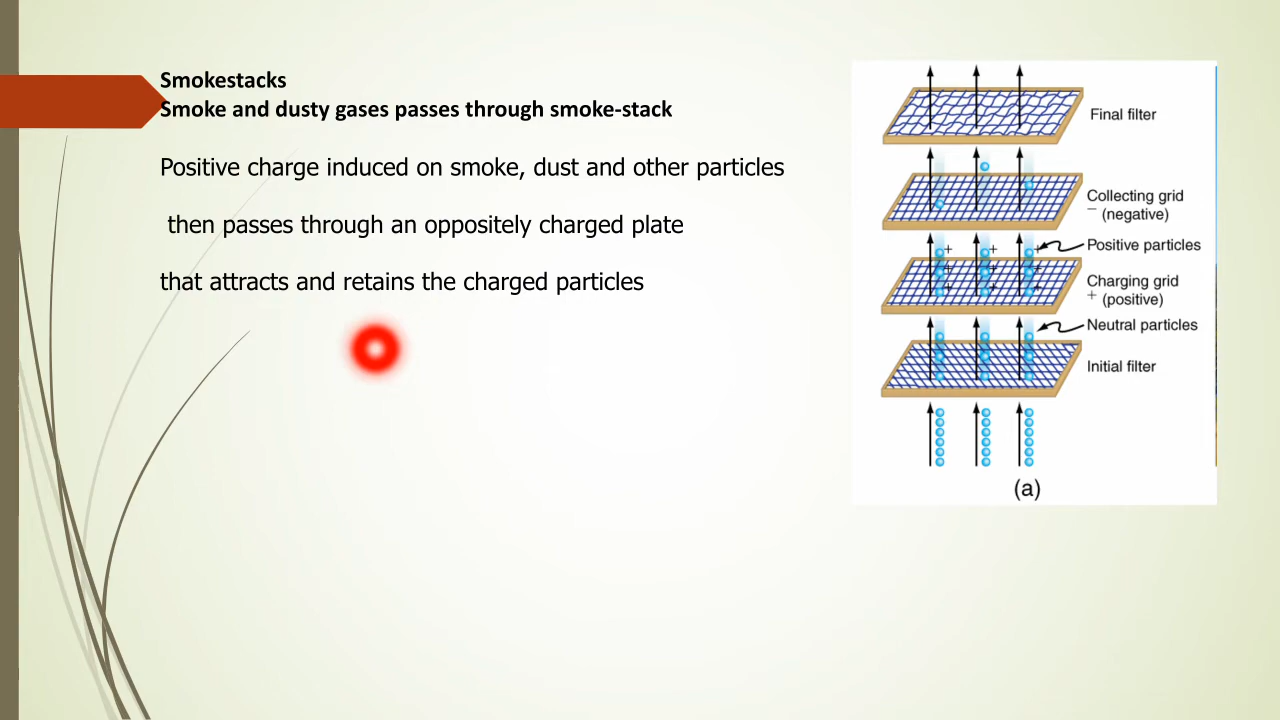 Smokestacks
Smoke and dusty gases passes through smoke-stack
Positive charge induced on smoke, dust and other particles
then passes through an oppositely charged plate
that attracts and retains the charged particles
Final filter
Collecting grid
− (negative)
+ + +
Positive particles
+ + +
Charging grid
+ + +
+ (positive)
Neutral particles
Initial filter
(a)